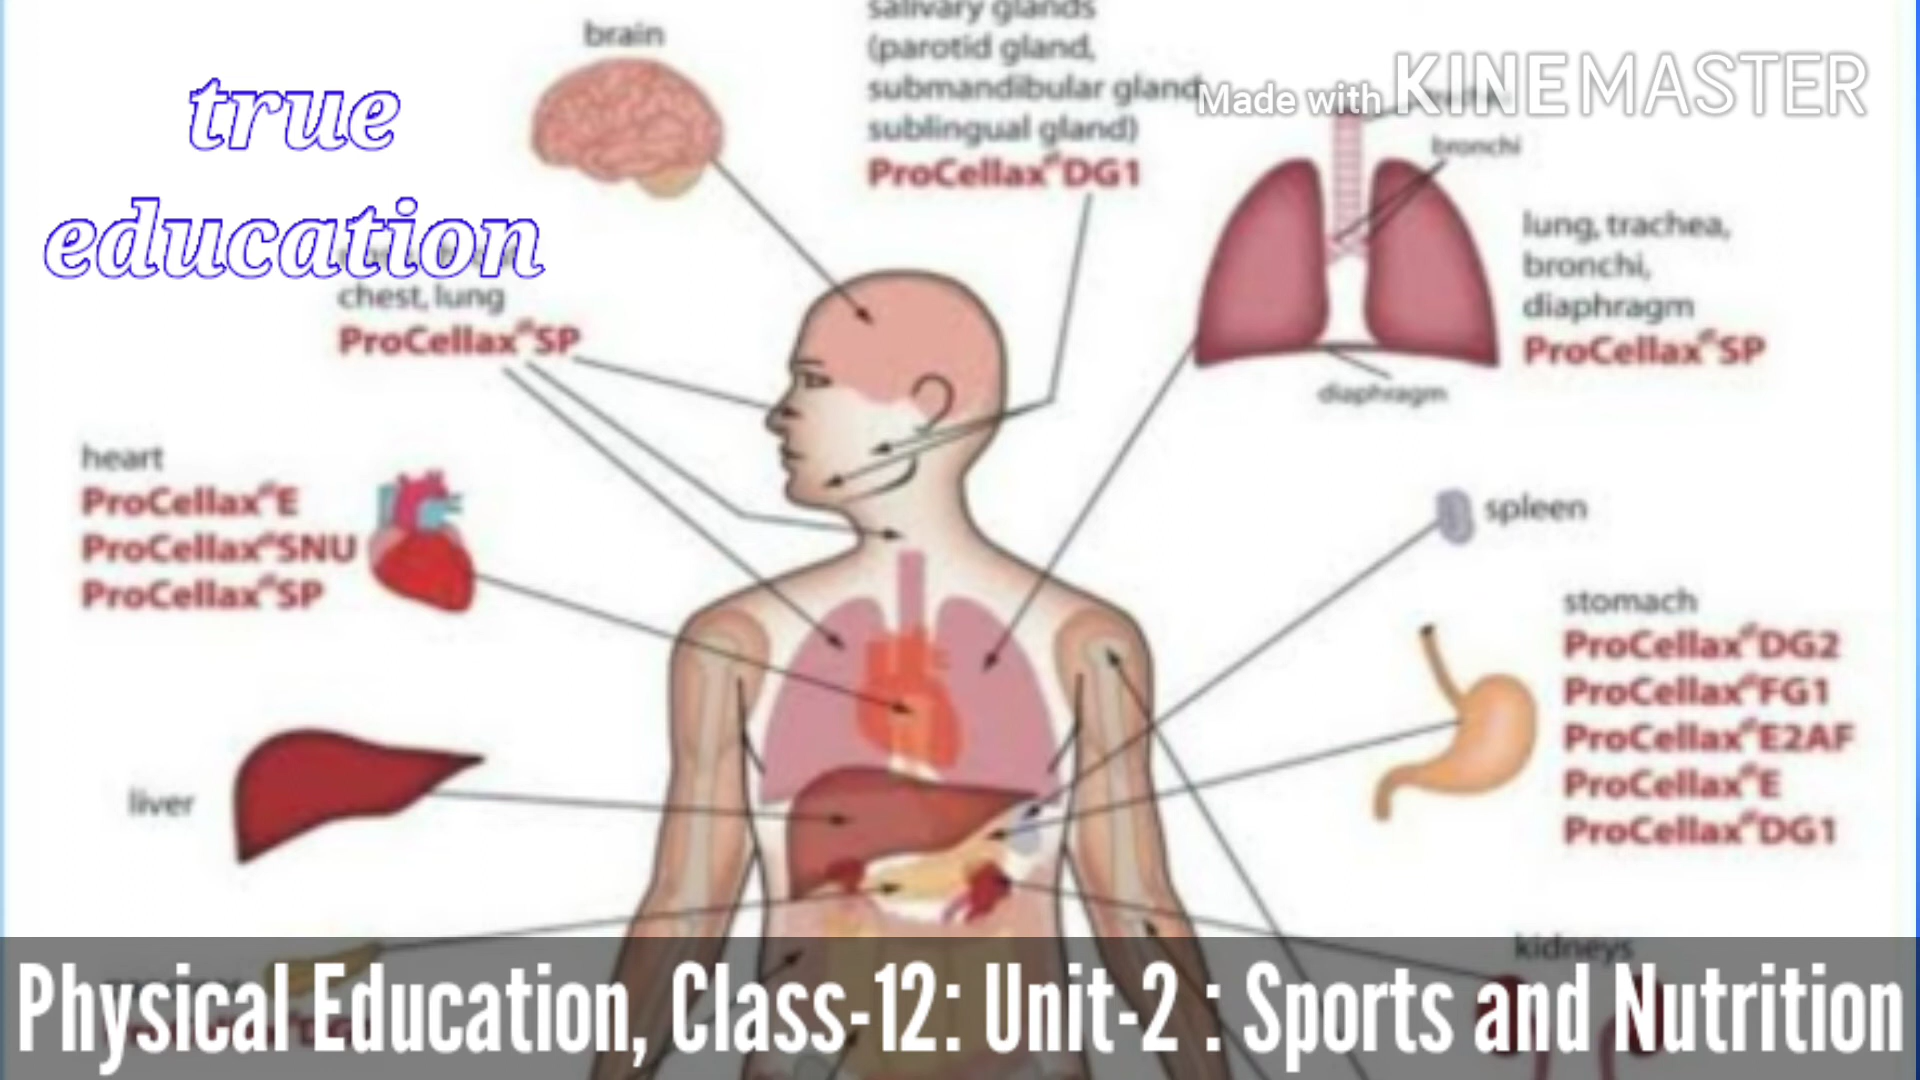 salivary glands
(parotid gland,
submandibular gland
sublingual gland)
ProCellax DG1
brain
true
education
Made with KINEMASTER
bronchi
lung, trachea,
bronchi,
diaphragm
ProCellax SP
diaphragm
chest, lung
ProCellax SP
heart
ProCellax E
ProCellax SNU
ProCellax SP
spleen
stomach
ProCellax DG2
ProCellax FG1
ProCellax E2AF
ProCellax E
ProCellax DG1
liver
kidneys
Physical Education, Class-12: Unit-2 : Sports and Nutrition